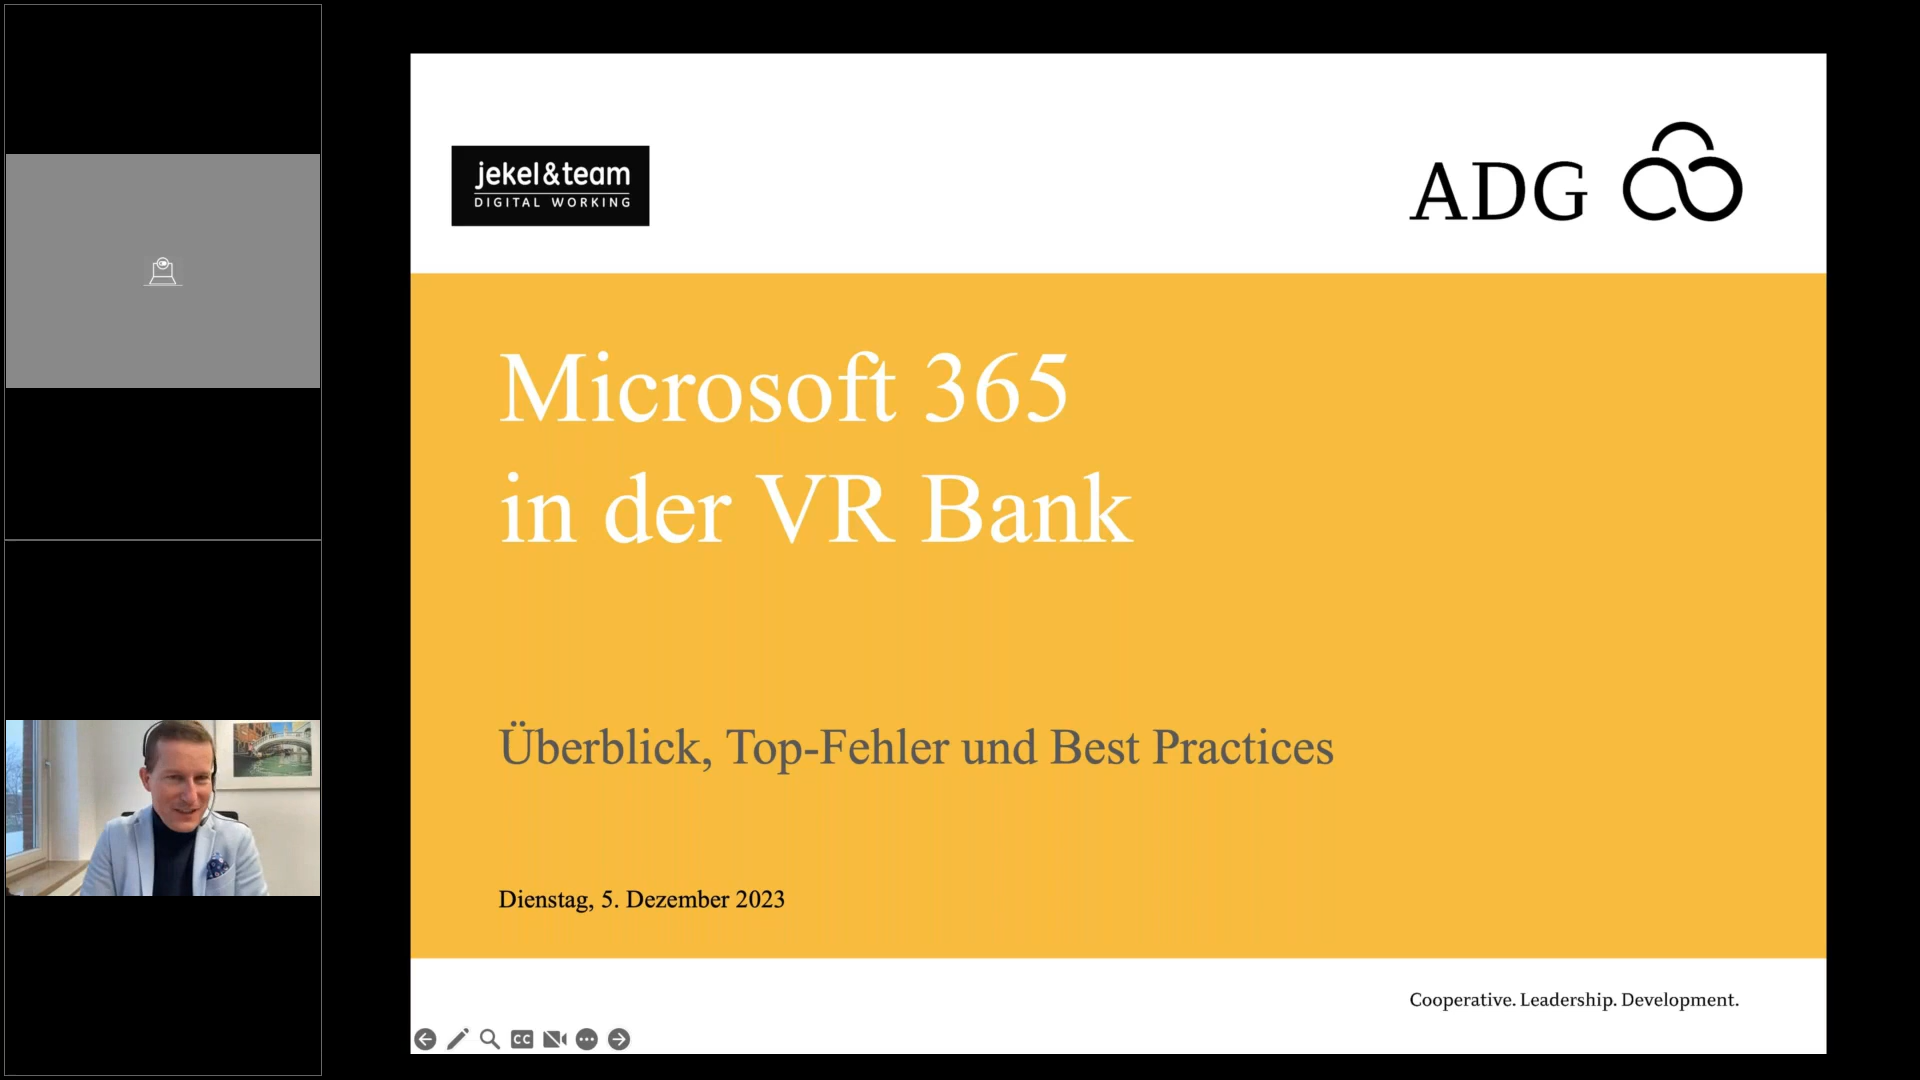 jekel&team
DIGITAL WORKING
ADG
Microsoft 365
in der VR Bank
Überblick, Top-Fehler und Best Practices
Dienstag, 5. Dezember 2023
Cooperative. Leadership. Development.
CC